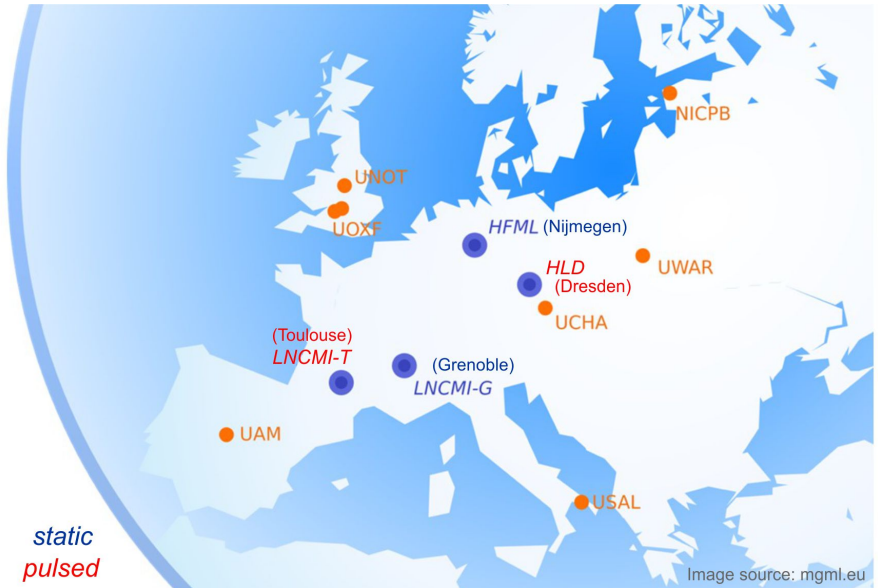 NICPB
UNOT
UOXF
HFML (Nijmegen)
HLD
(Dresden)
UWAR
UCHA
(Toulouse)
LNCMI-T
(Grenoble)
LNCMI-G
UAM
USAL
static
pulsed
Image source: mgml.eu